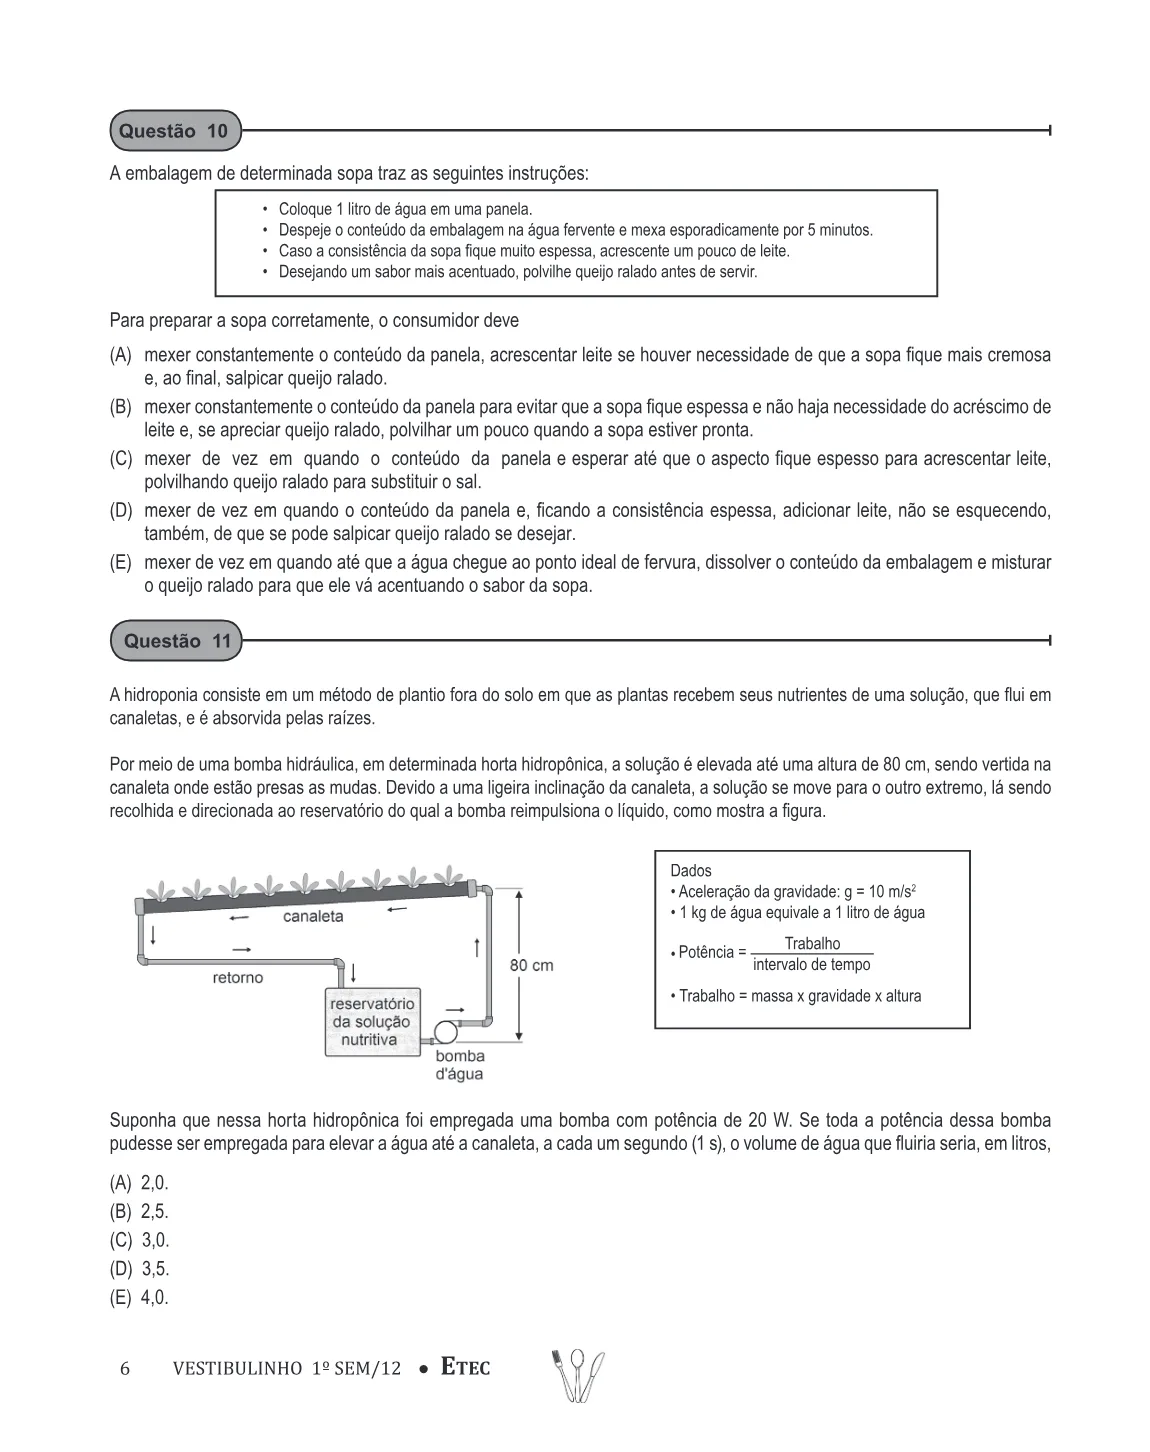 Questão 10
A embalagem de determinada sopa traz as seguintes instruções:
• Coloque 1 litro de água em uma panela.
• Despeje o conteúdo da embalagem na água fervente e mexa esporadicamente por 5 minutos.
• Caso a consistência da sopa fique muito espessa, acrescente um pouco de leite.
• Desejando um sabor mais acentuado, polvilhe queijo ralado antes de servir.
Para preparar a sopa corretamente, o consumidor deve
(A) mexer constantemente o conteúdo da panela, acrescentar leite se houver necessidade de que a sopa fique mais cremosa
e, ao final, salpicar queijo ralado.
(B) mexer constantemente o conteúdo da panela para evitar que a sopa fique espessa e não haja necessidade do acréscimo de
leite e, se apreciar queijo ralado, polvilhar um pouco quando a sopa estiver pronta.
(C) mexer de vez em quando o conteúdo da panela e esperar até que o aspecto fique espesso para acrescentar leite,
polvilhando queijo ralado para substituir o sal.
(D) mexer de vez em quando o conteúdo da panela e, ficando a consistência espessa, adicionar leite, não se esquecendo,
também, de que se pode salpicar queijo ralado se desejar.
(E) mexer de vez em quando até que a água chegue ao ponto ideal de fervura, dissolver o conteúdo da embalagem e misturar
o queijo ralado para que ele vá acentuando o sabor da sopa.
Questão 11
A hidroponia consiste em um método de plantio fora do solo em que as plantas recebem seus nutrientes de uma solução, que flui em
canaletas, e é absorvida pelas raízes.
Por meio de uma bomba hidráulica, em determinada horta hidropônica, a solução é elevada até uma altura de 80 cm, sendo vertida na
canaleta onde estão presas as mudas. Devido a uma ligeira inclinação da canaleta, a solução se move para o outro extremo, lá sendo
recolhida e direcionada ao reservatório do qual a bomba reimpulsiona o líquido, como mostra a figura.
canaleta
retorno
80 cm
reservatório
da solução
nutritiva
bomba
d'água
Dados
• Aceleração da gravidade: g = 10 m/s²
• 1 kg de água equivale a 1 litro de água
• Potência = Trabalho
intervalo de tempo
• Trabalho = massa x gravidade x altura
Suponha que nessa horta hidropônica foi empregada uma bomba com potência de 20 W. Se toda a potência dessa bomba
pudesse ser empregada para elevar a água até a canaleta, a cada um segundo (1 s), o volume de água que fluiria seria, em litros,
(A) 2,0.
(B) 2,5.
(C) 3,0.
(D) 3,5.
(E) 4,0.
6 VESTIBULINHO 1º SEM/12 • ETEC